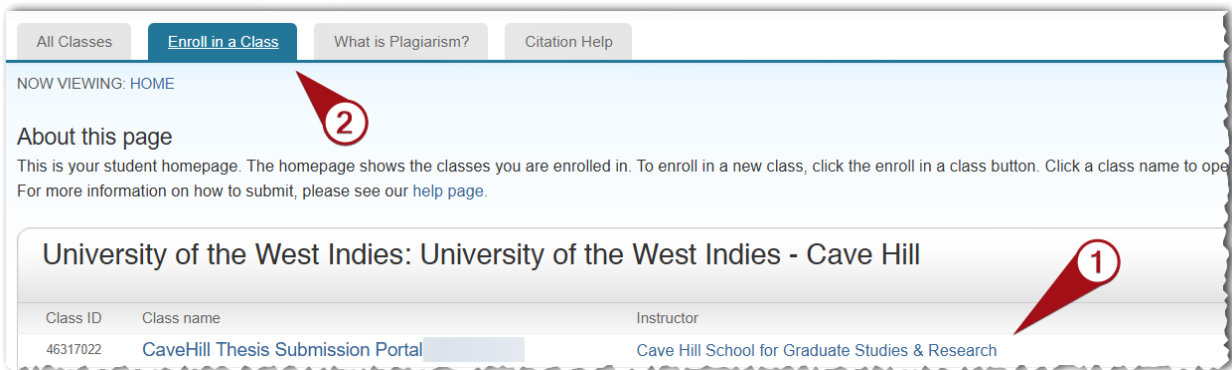 All Classes Enroll in a Class What is Plagiarism? Citation Help
NOW VIEWING: HOME
2
About this page
This is your student homepage. The homepage shows the classes you are enrolled in. To enroll in a new class, click the enroll in a class button. Click a class name to ope
For more information on how to submit, please see our help page.
University of the West Indies: University of the West Indies - Cave Hill
1
Class ID Class name Instructor
46317022 CaveHill Thesis Submission Portal Cave Hill School for Graduate Studies & Research